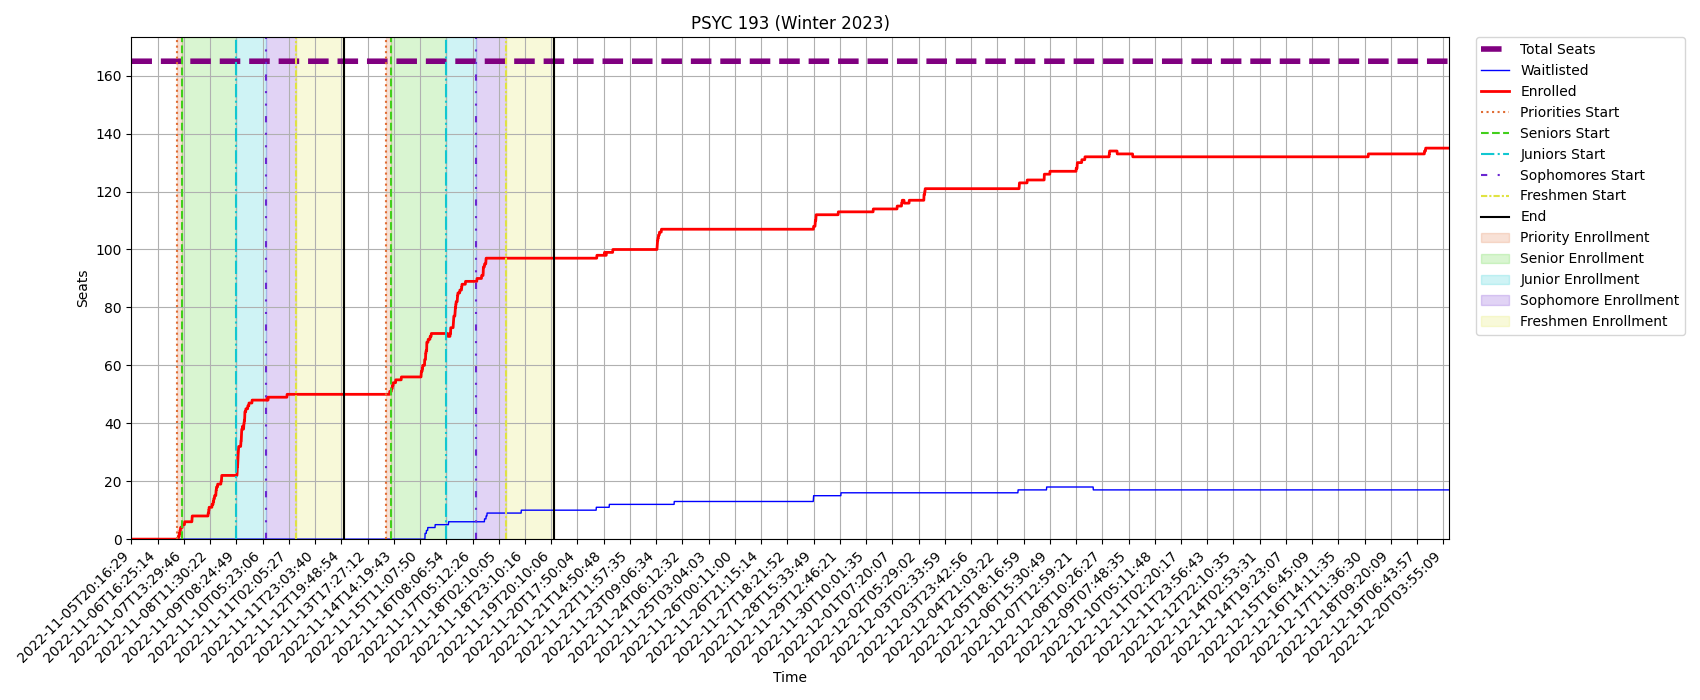 PSYC 193 (Winter 2023)
Seats
160
140
120
100
80
60
40
20
0
2022-11-05T20:16:29
2022-11-06T16:25:14
2022-11-07T13:29:46
2022-11-08T11:30:22
2022-11-09T08:24:49
2022-11-10T05:23:06
2022-11-11T02:05:27
2022-11-11T23:03:40
2022-11-12T19:48:54
2022-11-13T17:27:12
2022-11-14T14:19:43
2022-11-15T11:07:50
2022-11-16T08:06:54
2022-11-17T05:12:26
2022-11-18T02:10:05
2022-11-18T23:10:16
2022-11-19T20:10:06
2022-11-20T17:50:04
2022-11-21T14:50:48
2022-11-22T11:57:35
2022-11-23T09:06:34
2022-11-24T06:12:32
2022-11-25T03:04:03
2022-11-26T00:11:00
2022-11-26T21:15:14
2022-11-27T18:21:52
2022-11-28T15:33:49
2022-11-29T12:46:21
2022-11-30T10:01:35
2022-12-01T07:20:07
2022-12-02T05:29:02
2022-12-03T02:33:59
2022-12-03T23:42:56
2022-12-04T21:03:22
2022-12-05T18:16:59
2022-12-06T15:30:49
2022-12-07T12:59:21
2022-12-08T10:26:27
2022-12-09T07:48:35
2022-12-10T05:11:48
2022-12-11T02:20:17
2022-12-11T23:56:43
2022-12-12T22:10:35
2022-12-14T02:53:31
2022-12-14T19:23:07
2022-12-15T16:45:09
2022-12-16T14:11:35
2022-12-17T11:36:30
2022-12-18T09:20:09
2022-12-19T06:43:57
2022-12-20T03:55:09
Time
Total Seats
Waitlisted
Enrolled
Priorities Start
Seniors Start
Juniors Start
Sophomores Start
Freshmen Start
End
Priority Enrollment
Senior Enrollment
Junior Enrollment
Sophomore Enrollment
Freshmen Enrollment